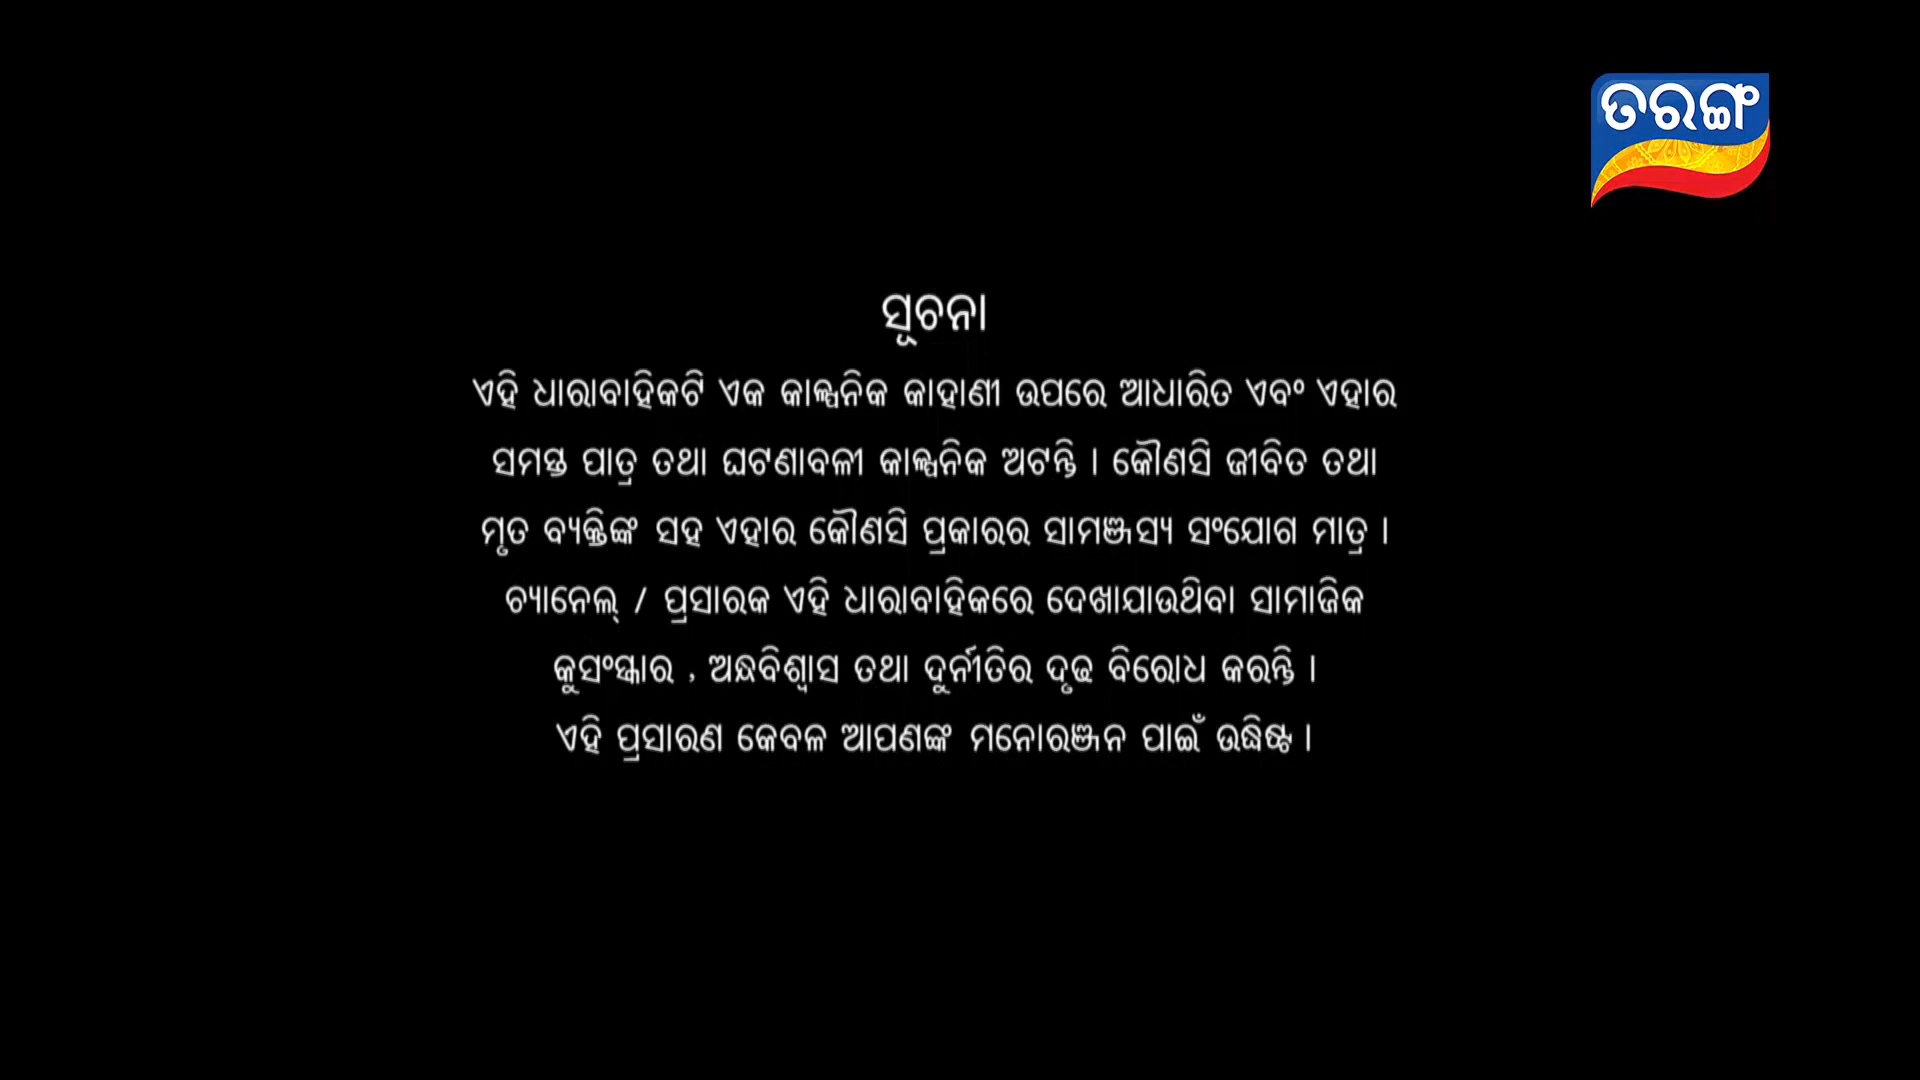 ତରଙ୍ଗ
ସୂଚନା
ଏହି ଧାରାବାହିକଟି ଏକ କାଳ୍ପନିକ କାହାଣୀ ଉପରେ ଆଧାରିତ ଏବଂ ଏହାର
ସମସ୍ତ ପାତ୍ର ତଥା ଘଟଣାବଳୀ କାଳ୍ପନିକ ଅଟନ୍ତି । କୌଣସି ଜୀବିତ ତଥା
ମୃତ ବ୍ୟକ୍ତିଙ୍କ ସହ ଏହାର କୌଣସି ପ୍ରକାରର ସାମଞ୍ଜସ୍ୟ ସଂଯୋଗ ମାତ୍ର ।
ଚ୍ୟାନେଲ୍ / ପ୍ରସାରକ ଏହି ଧାରାବାହିକରେ ଦେଖାଯାଉଥିବା ସାମାଜିକ
କୁସଂସ୍କାର , ଅନ୍ଧବିଶ୍ୱାସ ତଥା ଦୁର୍ନୀତିର ଦୃଢ ବିରୋଧ କରନ୍ତି ।
ଏହି ପ୍ରସାରଣ କେବଳ ଆପଣଙ୍କ ମନୋରଞ୍ଜନ ପାଇଁ ଉଦ୍ଧିଷ୍ଟ ।